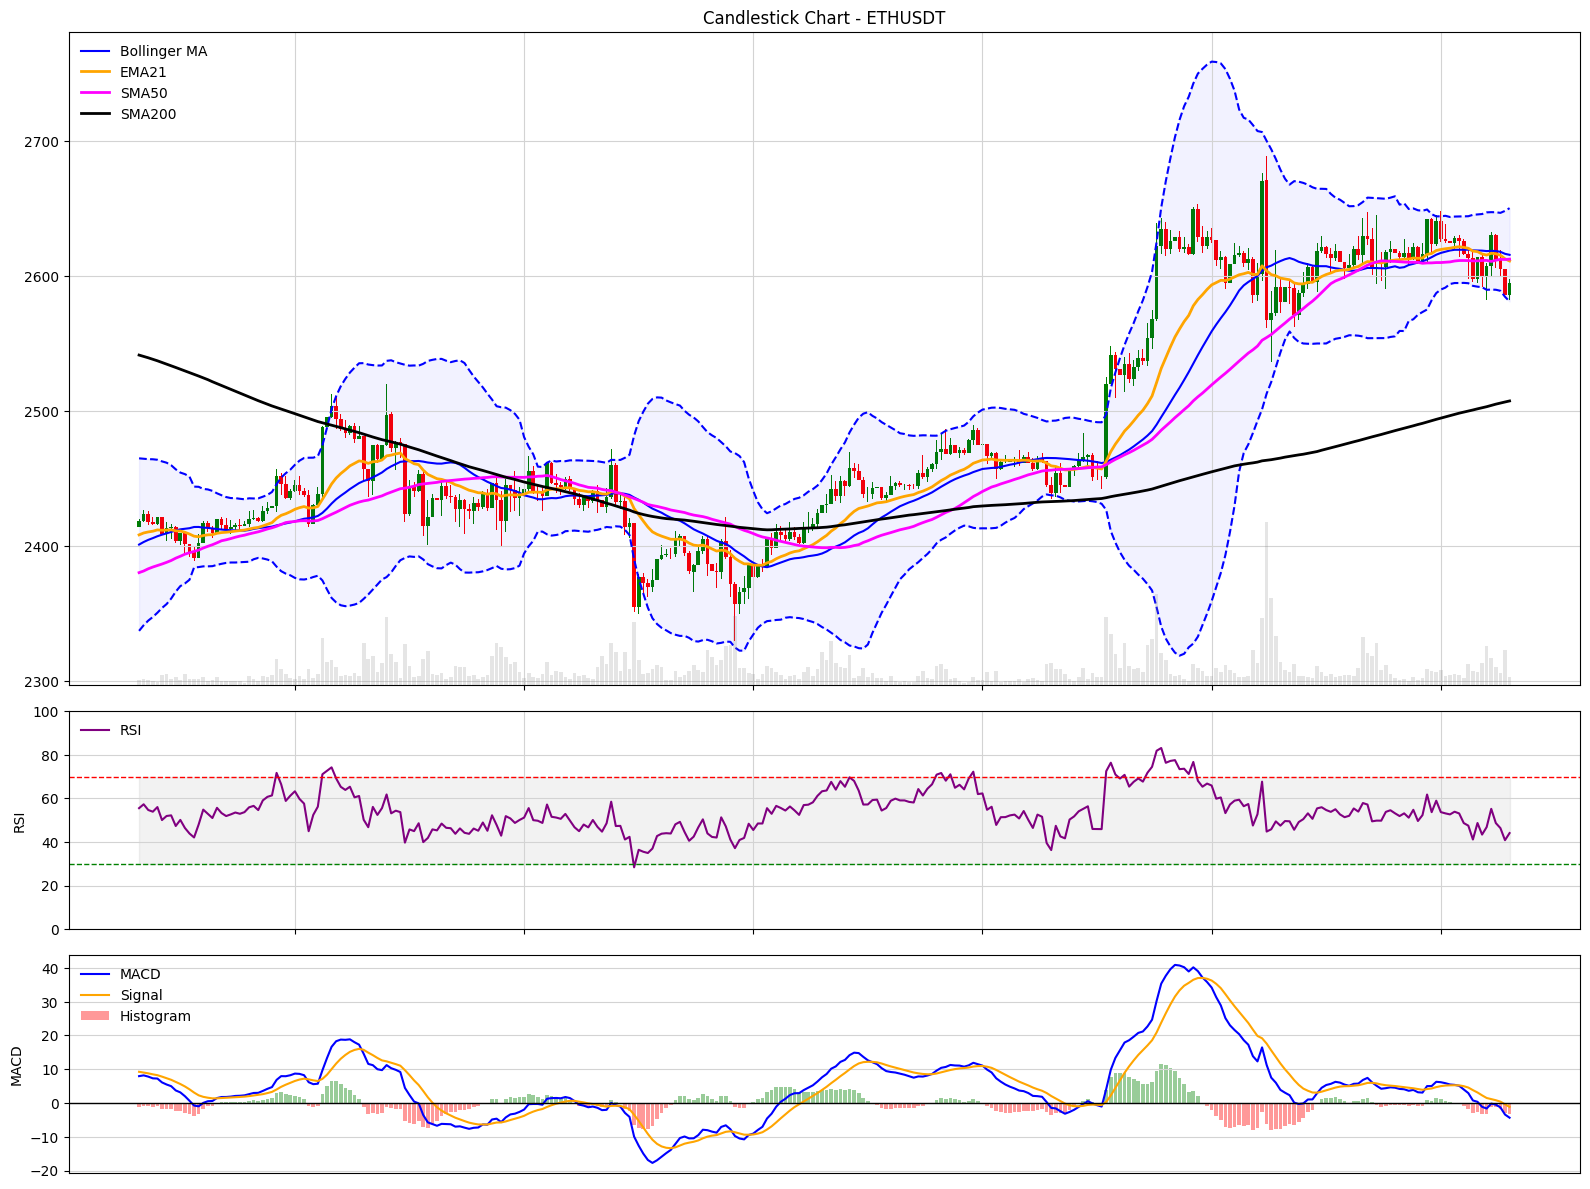 Candlestick Chart - ETHUSDT
Bollinger MA
EMA21
SMA50
SMA200
2700
2600
2500
2400
2300
RSI
100
80
60
40
20
0
RSI
MACD
Signal
Histogram
40
30
20
10
0
−10
−20
MACD